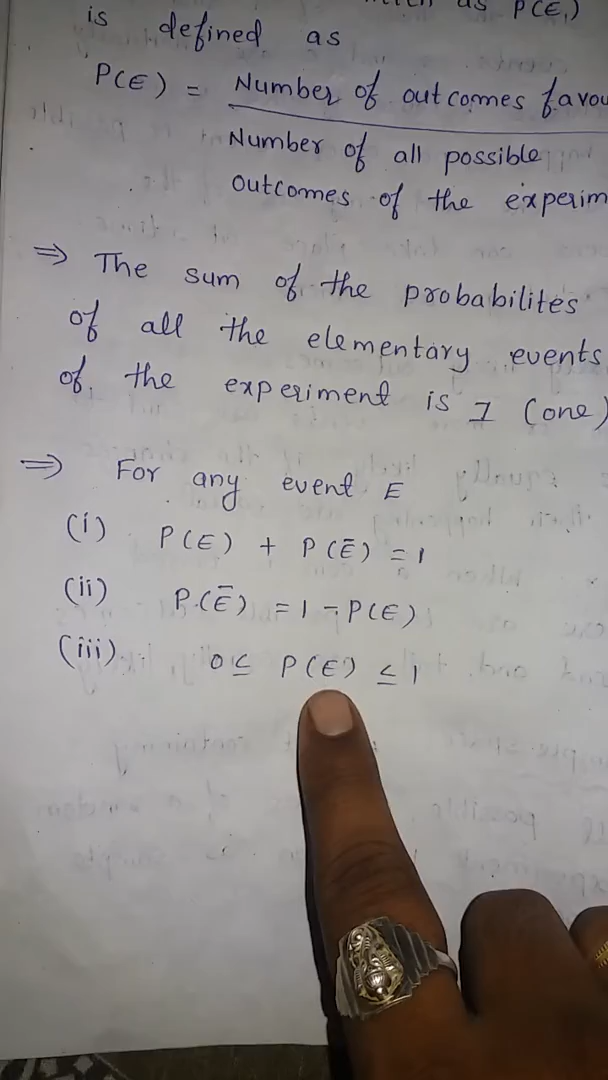 as P(E,)
is defined as
P(E) = Number of outcomes favou
Number of all possible
outcomes of the experim
⇒ The sum of the probabilites
of all the elementary events
of the experiment is 1 (one)
⇒ For any event E
(i) P(E) + P(Ē) = 1
(ii) P(Ē) = 1 - P(E)
(iii) 0 ≤ P(E) ≤ 1